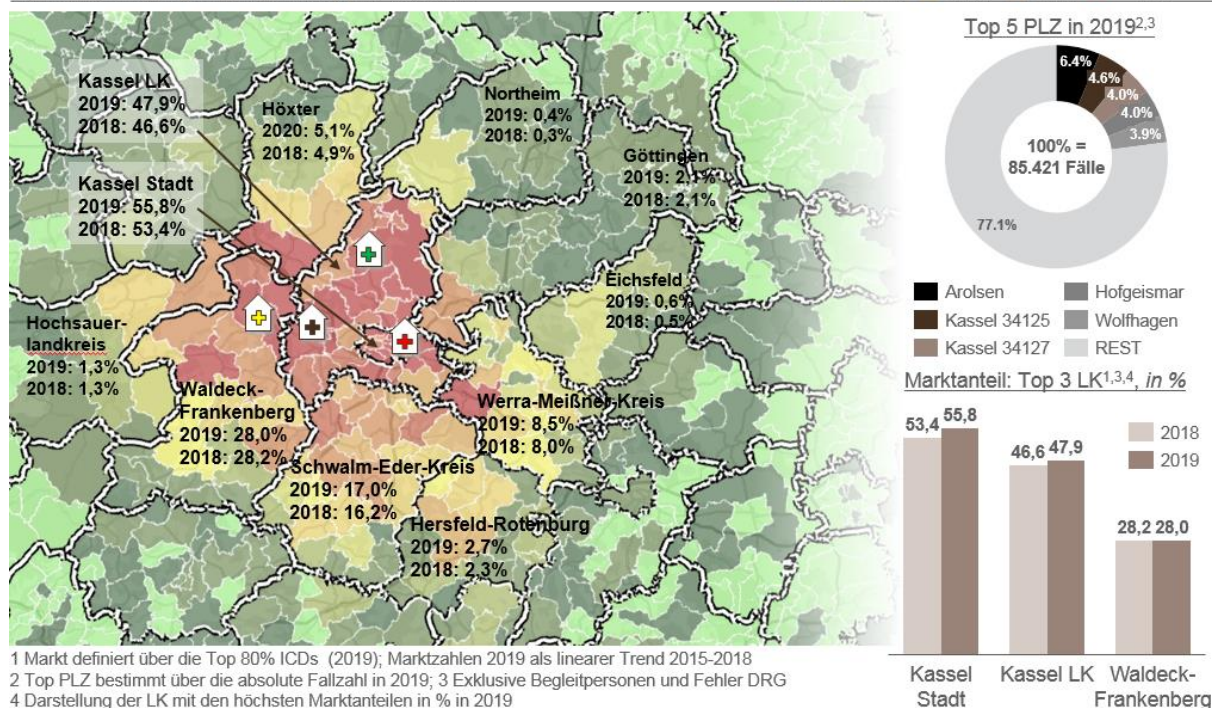 Kassel LK
2019: 47,9%
2018: 46,6%
Kassel Stadt
2019: 55,8%
2018: 53,4%
Höxter
2020: 5,1%
2018: 4,9%
Northeim
2019: 0.4%
2018: 0,3%
Göttingen
2019: 2,1%
2018: 2,1%
Eichsfeld
2019: 0,6%
2018: 0,5%
Hochsauer-
landkreis
2019: 1,3%
2018: 1,3%
Waldeck-
Frankenberg
2019: 28,0%
2018: 28,2%
Werra-Meißner-Kreis
2019: 8,5%
2018: 8,0%
Schwalm-Eder-Kreis
2019: 17,0%
2018: 16,2%
Hersfeld-Rotenburg
2019: 2,7%
2018: 2,3%
Top 5 PLZ in 2019²,³
6.4%
4.6%
4.0%
4.0%
3.9%
77.1%
100% =
85.421 Fälle
Arolsen
Kassel 34125
Kassel 34127
Hofgeismar
Wolfhagen
REST
Marktanteil: Top 3 LK¹,³,⁴, in %
53,4 55,8
46,6 47,9
28,2 28,0
2018
2019
Kassel
Stadt
Kassel LK
Waldeck-
Frankenberg
1 Markt definiert über die Top 80% ICDs (2019); Marktzahlen 2019 als linearer Trend 2015-2018
2 Top PLZ bestimmt über die absolute Fallzahl in 2019; 3 Exklusive Begleitpersonen und Fehler DRG
4 Darstellung der LK mit den höchsten Marktanteilen in % in 2019